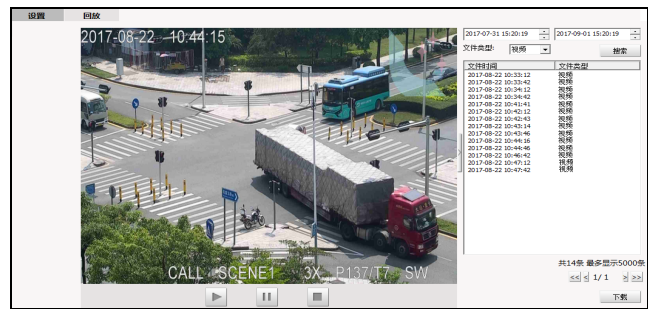 设置 回放
2017-08-22 10:44:15
2017-07-31 15:20:19 2017-09-01 15:20:19
文件类型: 视频 搜索
文件时间 文件类型
2017-08-22 10:33:12 视频
2017-08-22 10:33:42 视频
2017-08-22 10:34:12 视频
2017-08-22 10:34:42 视频
2017-08-22 10:41:41 视频
2017-08-22 10:42:12 视频
2017-08-22 10:42:43 视频
2017-08-22 10:43:14 视频
2017-08-22 10:43:46 视频
2017-08-22 10:44:16 视频
2017-08-22 10:44:46 视频
2017-08-22 10:46:42 视频
2017-08-22 10:47:12 视频
2017-08-22 10:47:42 视频
CALL SCENE1 3X P137/T7 SW
共14条 最多显示5000条
<< < 1/ 1 > >>
下载